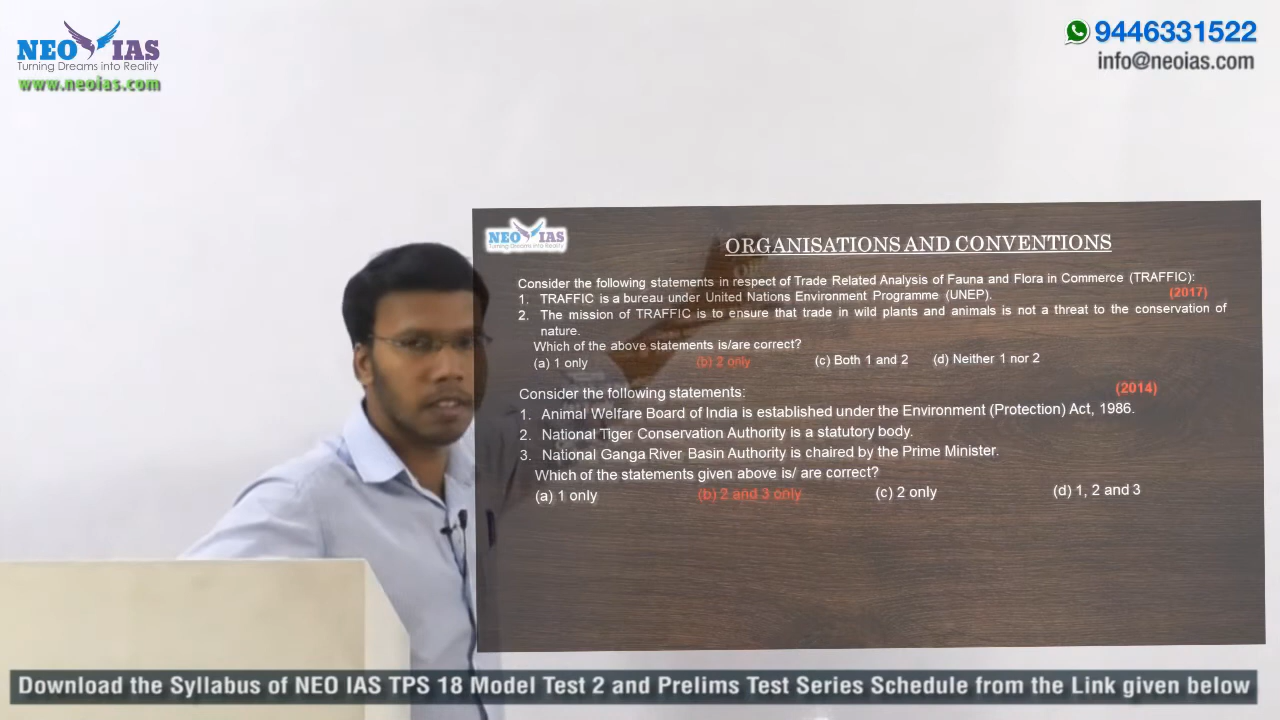 NEO IAS
Turning Dreams into Reality
www.neoias.com
9446331522
info@neoias.com
NEO IAS
Turning Dreams into Reality
ORGANISATIONS AND CONVENTIONS
Consider the following statements in respect of Trade Related Analysis of Fauna and Flora in Commerce (TRAFFIC):
1. TRAFFIC is a bureau under United Nations Environment Programme (UNEP). (2017)
2. The mission of TRAFFIC is to ensure that trade in wild plants and animals is not a threat to the conservation of
nature.
Which of the above statements is/are correct?
(a) 1 only (b) 2 only (c) Both 1 and 2 (d) Neither 1 nor 2
Consider the following statements: (2014)
1. Animal Welfare Board of India is established under the Environment (Protection) Act, 1986.
2. National Tiger Conservation Authority is a statutory body.
3. National Ganga River Basin Authority is chaired by the Prime Minister.
Which of the statements given above is/ are correct?
(a) 1 only (b) 2 and 3 only (c) 2 only (d) 1, 2 and 3
Download the Syllabus of NEO IAS TPS 18 Model Test 2 and Prelims Test Series Schedule from the Link given below